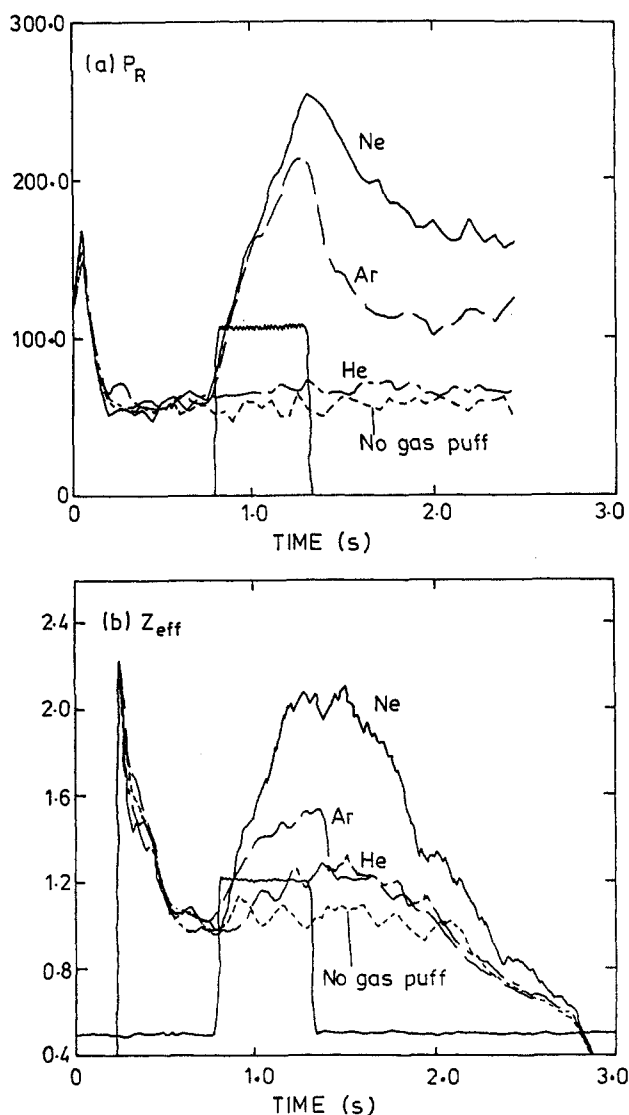 300.0
(a) P_R
Ne
200.0
Ar
100.0
He
No gas puff
0
0 1.0 2.0 3.0
TIME (s)
2.4
(b) Z_eff
2.0
Ne
1.6
Ar
He
1.2
0.8
No gas puff
0.4
0 1.0 2.0 3.0
TIME (s)